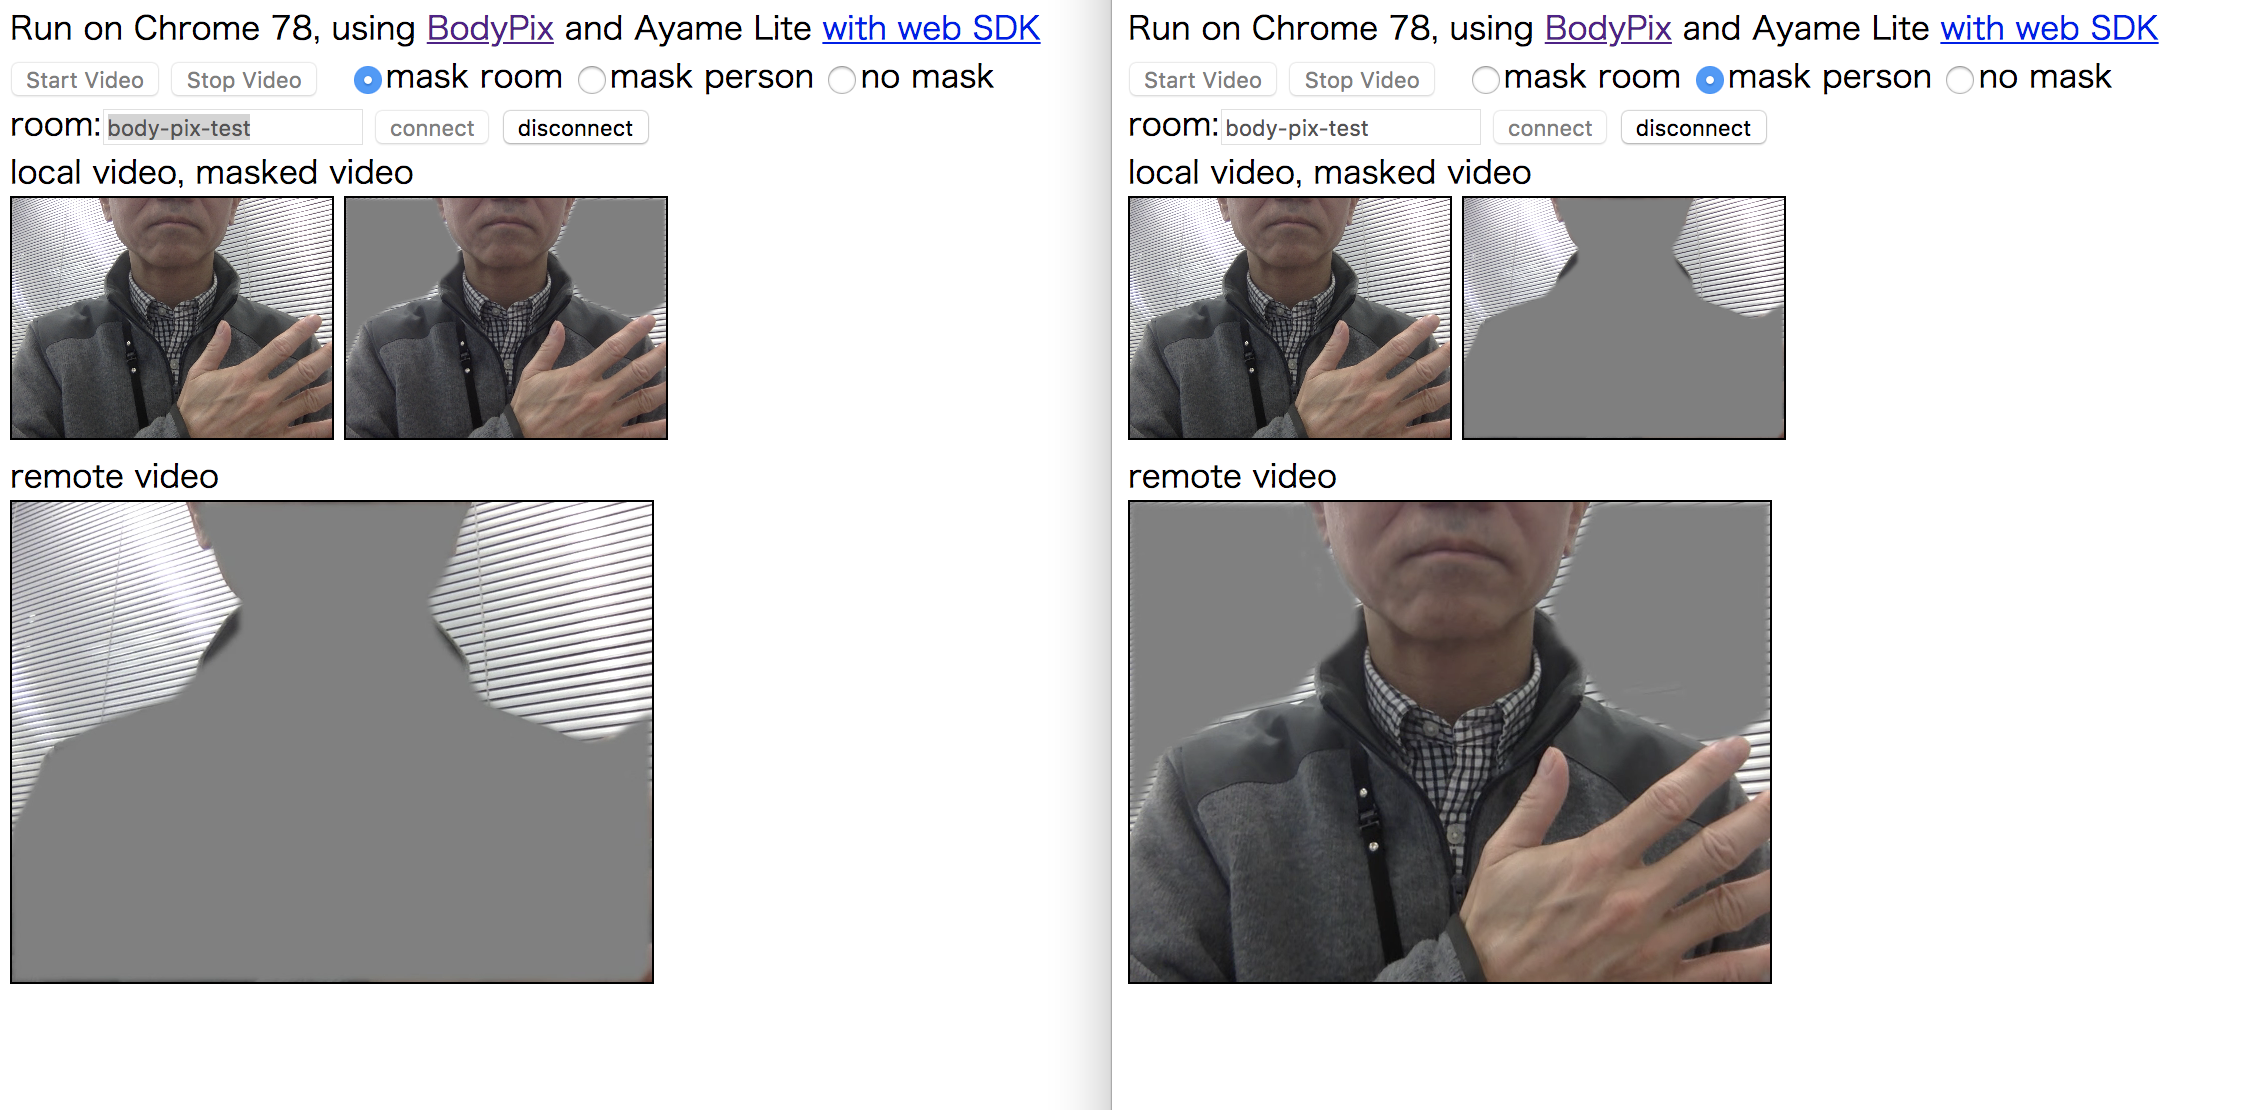 Run on Chrome 78, using BodyPix and Ayame Lite with web SDK
Start Video Stop Video mask room mask person no mask
room: body-pix-test connect disconnect
local video, masked video
remote video
Run on Chrome 78, using BodyPix and Ayame Lite with web SDK
Start Video Stop Video mask room mask person no mask
room: body-pix-test connect disconnect
local video, masked video
remote video